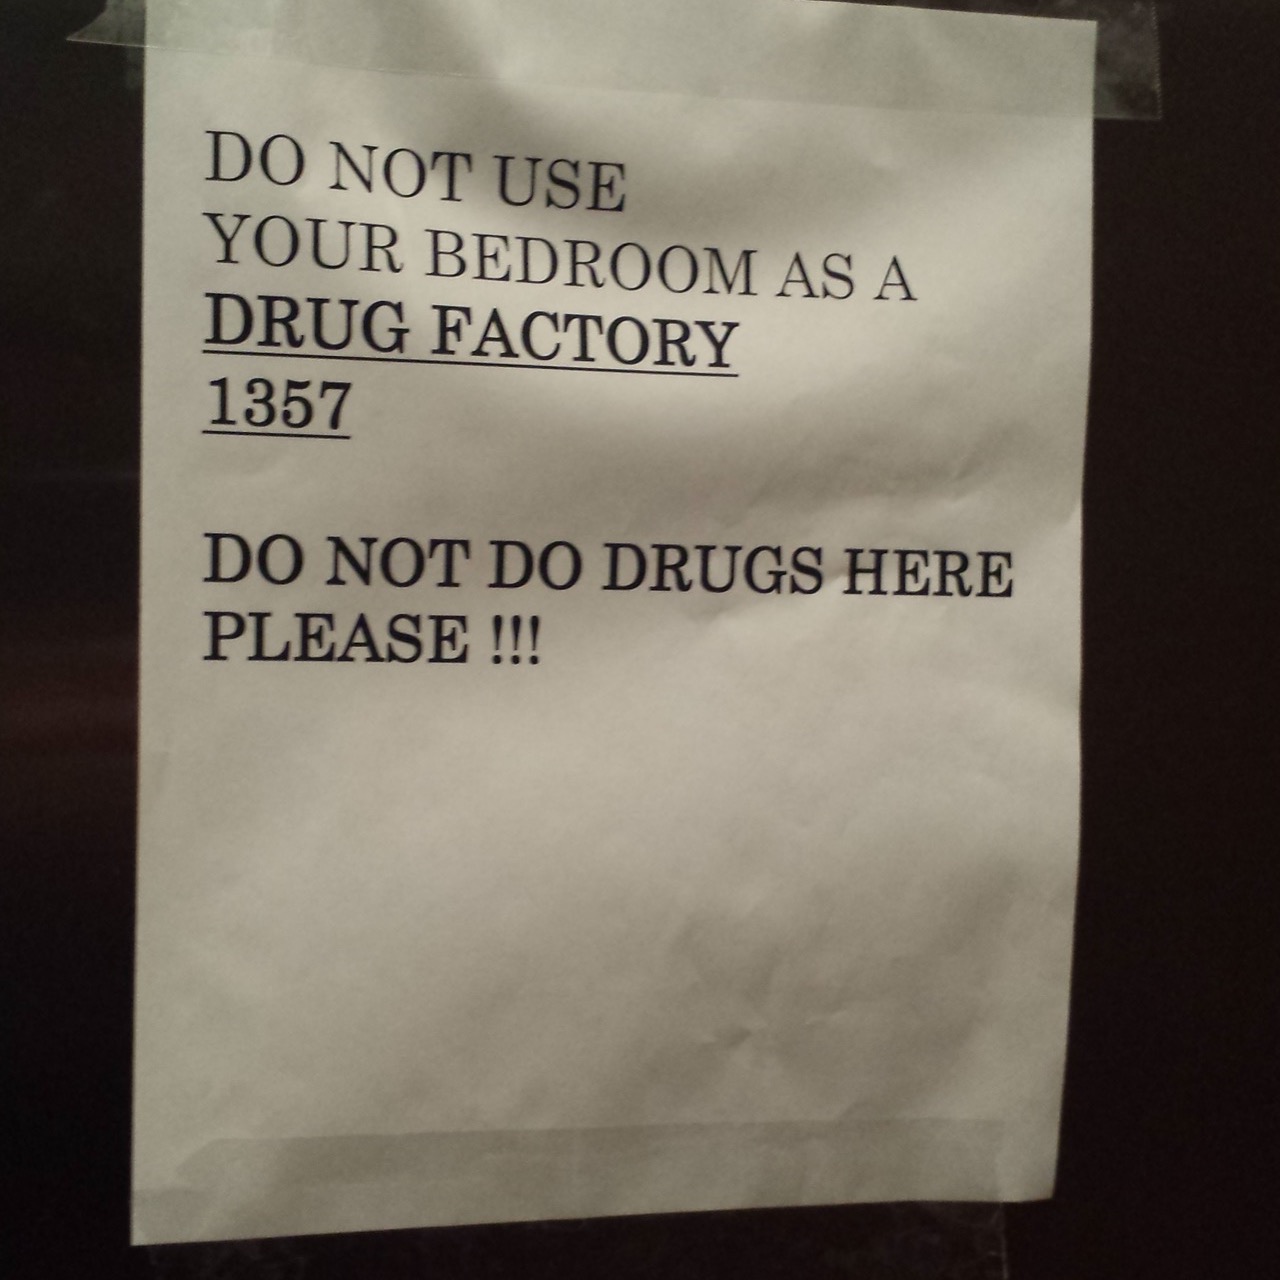 DO NOT USE
YOUR BEDROOM AS A
DRUG FACTORY
1357
DO NOT DO DRUGS HERE
PLEASE !!!